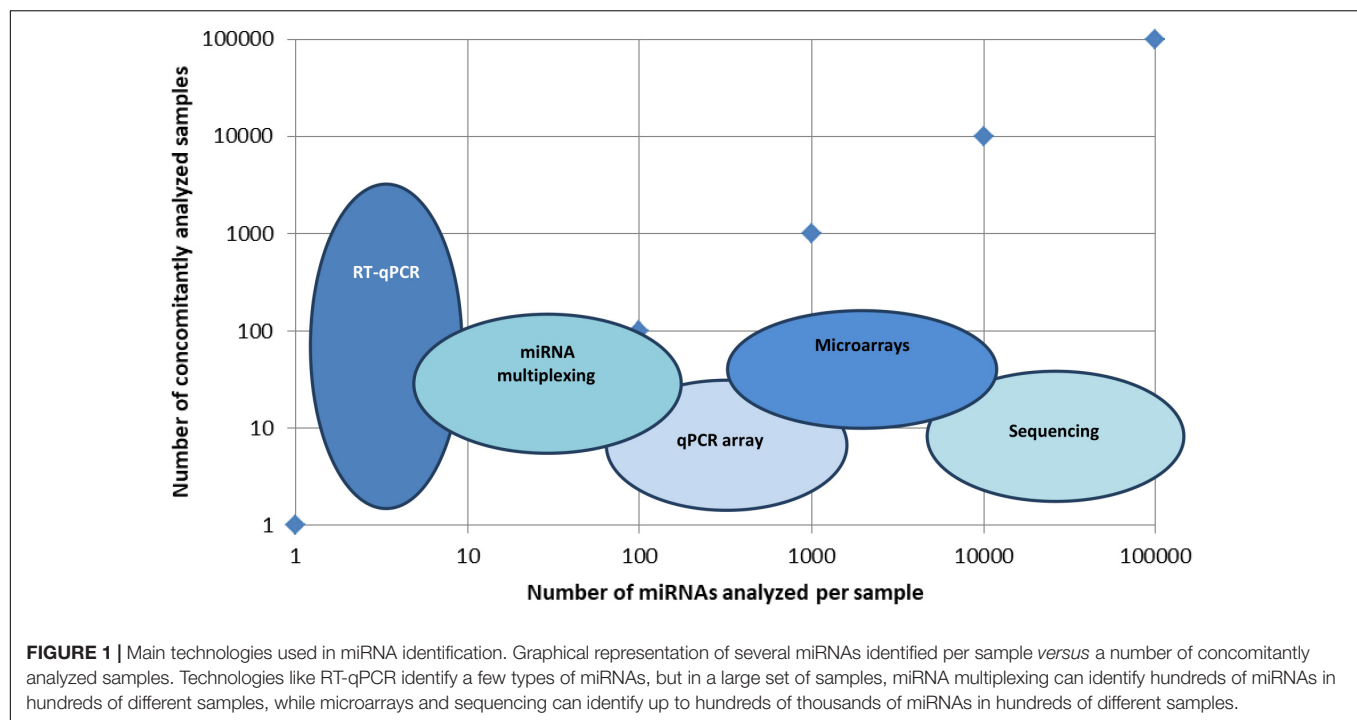 Number of concomitantly analyzed samples
100000
10000
1000
100
10
1
RT-qPCR
miRNA
multiplexing
qPCR array
Microarrays
Sequencing
1 10 100 1000 10000 100000
Number of miRNAs analyzed per sample
FIGURE 1 | Main technologies used in miRNA identification. Graphical representation of several miRNAs identified per sample versus a number of concomitantly
analyzed samples. Technologies like RT-qPCR identify a few types of miRNAs, but in a large set of samples, miRNA multiplexing can identify hundreds of miRNAs in
hundreds of different samples, while microarrays and sequencing can identify up to hundreds of thousands of miRNAs in hundreds of different samples.